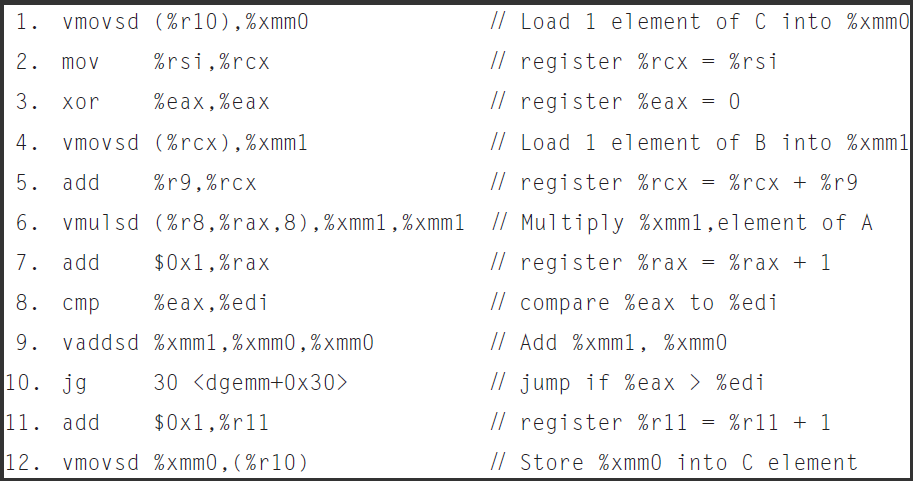 1. vmovsd (%r10),%xmm0 // Load 1 element of C into %xmm0
2. mov %rsi,%rcx // register %rcx = %rsi
3. xor %eax,%eax // register %eax = 0
4. vmovsd (%rcx),%xmm1 // Load 1 element of B into %xmm1
5. add %r9,%rcx // register %rcx = %rcx + %r9
6. vmulsd (%r8,%rax,8),%xmm1,%xmm1 // Multiply %xmm1,element of A
7. add $0x1,%rax // register %rax = %rax + 1
8. cmp %eax,%edi // compare %eax to %edi
9. vaddsd %xmm1,%xmm0,%xmm0 // Add %xmm1, %xmm0
10. jg 30 <dgemm+0x30> // jump if %eax > %edi
11. add $0x1,%r11 // register %r11 = %r11 + 1
12. vmovsd %xmm0,(%r10) // Store %xmm0 into C element